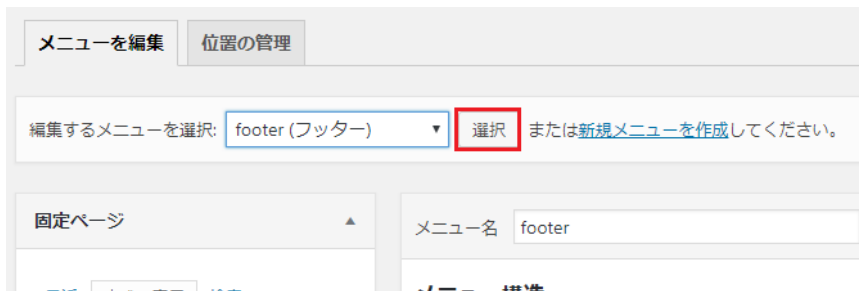 メニューを編集 位置の管理
編集するメニューを選択: footer (フッター) ▼ 選択 または新規メニューを作成してください。
固定ページ ▲
メニュー名 footer